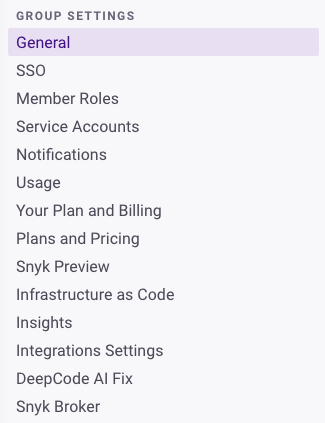 GROUP SETTINGS
General
SSO
Member Roles
Service Accounts
Notifications
Usage
Your Plan and Billing
Plans and Pricing
Snyk Preview
Infrastructure as Code
Insights
Integrations Settings
DeepCode AI Fix
Snyk Broker